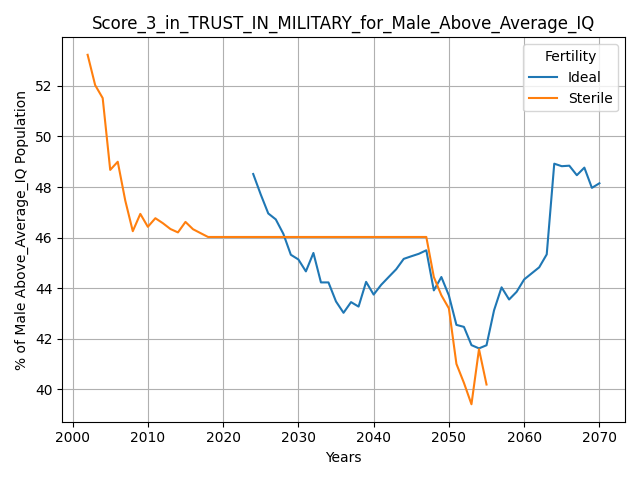 Score_3_in_TRUST_IN_MILITARY_for_Male_Above_Average_IQ
Fertility
Ideal
Sterile
% of Male Above_Average_IQ Population
52
50
48
46
44
42
40
2000 2010 2020 2030 2040 2050 2060 2070
Years